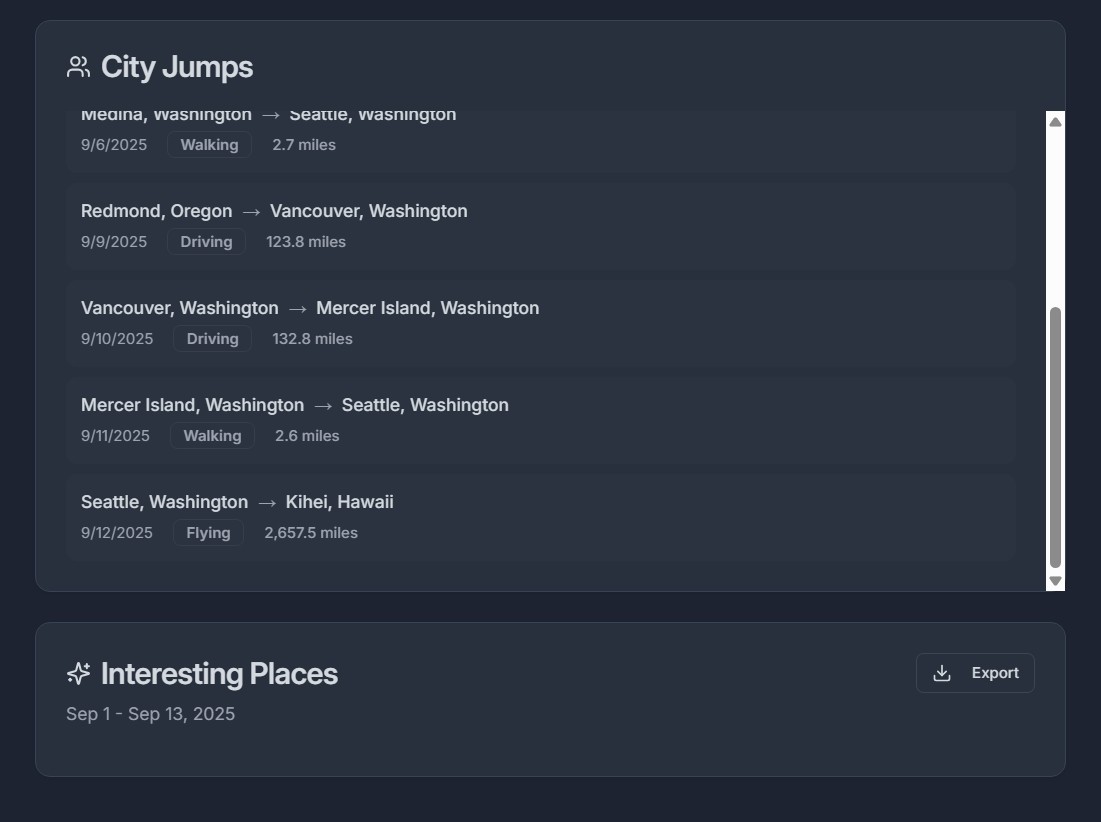 City Jumps
Medina, Washington → Seattle, Washington
9/6/2025 Walking 2.7 miles
Redmond, Oregon → Vancouver, Washington
9/9/2025 Driving 123.8 miles
Vancouver, Washington → Mercer Island, Washington
9/10/2025 Driving 132.8 miles
Mercer Island, Washington → Seattle, Washington
9/11/2025 Walking 2.6 miles
Seattle, Washington → Kihei, Hawaii
9/12/2025 Flying 2,657.5 miles
Interesting Places
Export
Sep 1 - Sep 13, 2025